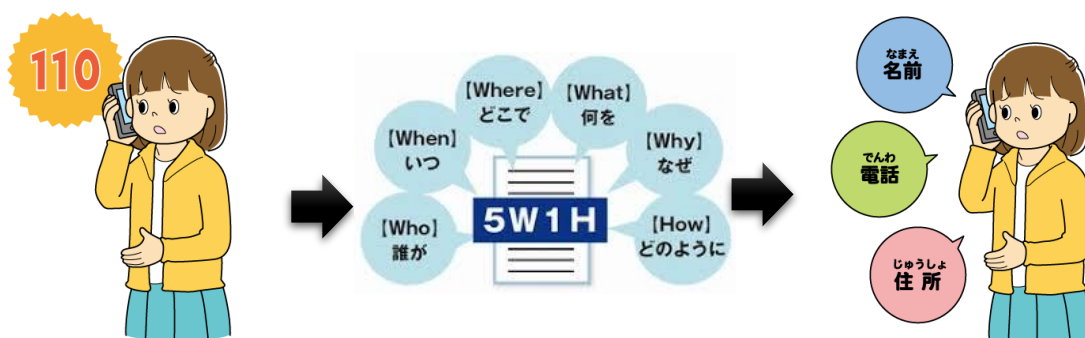 110
【Who】
誰が
【When】
いつ
【Where】
どこで
【What】
何を
【Why】
なぜ
【How】
どのように
5W1H
なまえ
名前
でんわ
電話
じゅうしょ
住所